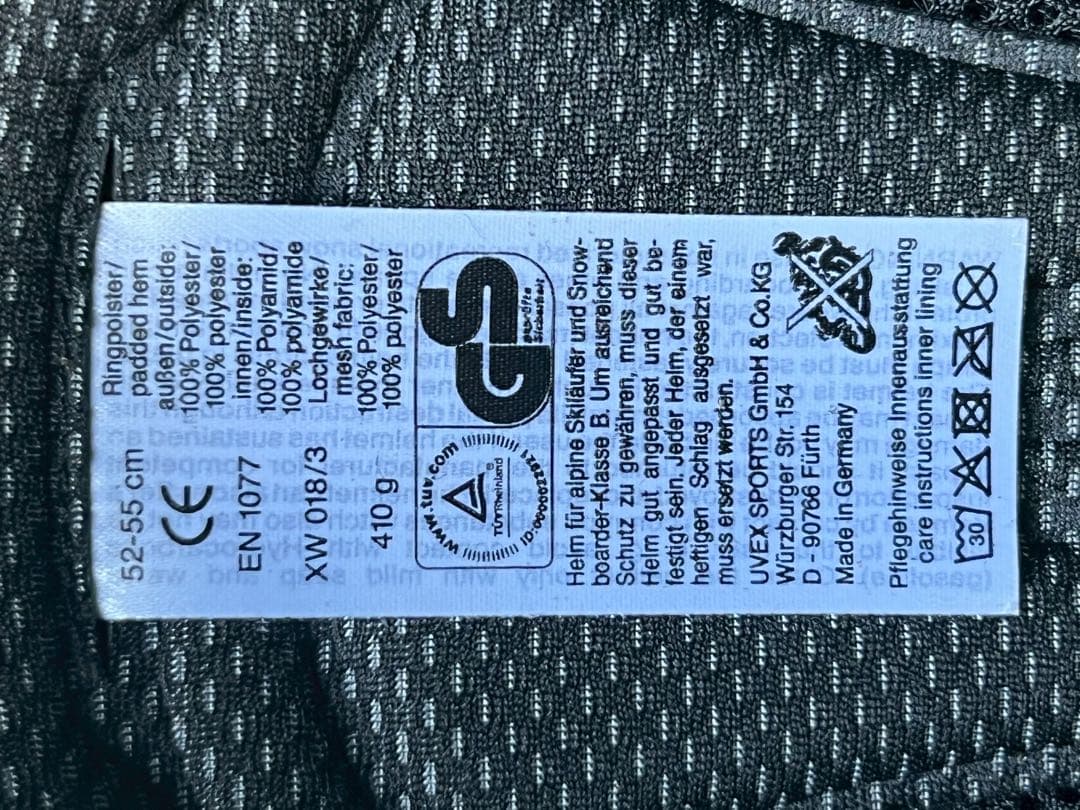 52-55 cm
EN 1077
XW 018/3
410 g
Ringpolster/
padded hem
außen/outside:
100% Polyester/
100% polyester
innen/inside:
100% Polyamid/
100% polyamide
Lochgewirke/
mesh fabric:
100% Polyester/
100% polyester
www.tuv.com
TÜVRheinland
®
ID:0000022821
GS
geprüfte
Sicherheit
Helm für alpine Skiläufer und Snow-
boarder-Klasse B. Um ausreichend
Schutz zu gewähren, muss dieser
Helm gut angepasst und gut be-
festigt sein. Jeder Helm, der einem
heftigen Schlag ausgesetzt war,
muss ersetzt werden.
UVEX SPORTS GmbH & Co.KG
Würzburger Str. 154
D 90766 Fürth
Made in Germany
Pflegehinweise Innenausstattung
care instructions inner lining
30